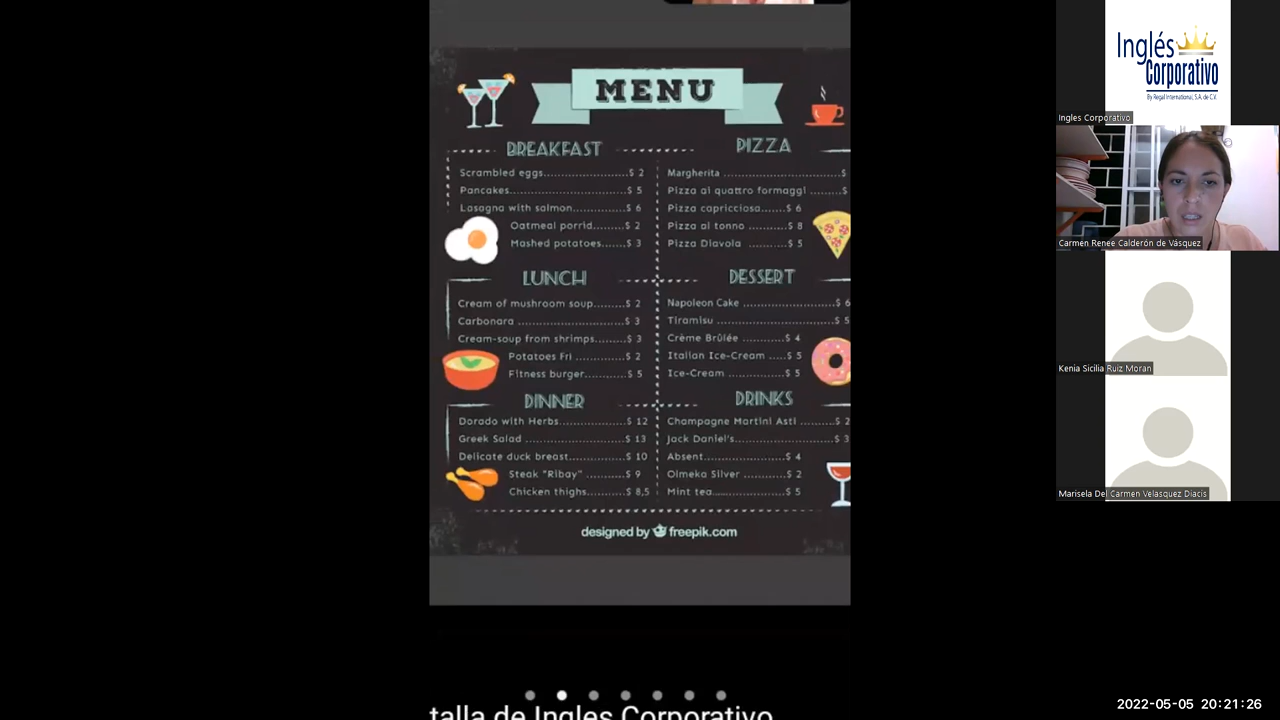 MENU
BREAKFAST
Scrambled eggs..............$ 2
Pancakes....................$ 5
Lasagna with salmon.........$ 6
Oatmeal porrid..........$ 2
Mashed potatoes.........$ 3
LUNCH
Cream of mushroom soup......$ 2
Carbonara ..................$ 3
Cream-soup from shrimps.....$ 3
Potatoes Fri ...........$ 2
Fitness burger..........$ 5
DINNER
Dorado with Herbs...........$ 12
Greek Salad ................$ 13
Delicate duck breast........$ 10
Steak "Ribay" ..........$ 9
Chicken thighs..........$ 8,5
PIZZA
Margherita .................$
Pizza ai quattro formaggi ..$
Pizza capricciosa......$ 6
Pizza al tonno ........$ 8
Pizza Diavola .........$ 5
DESSERT
Napoleon Cake ..............$ 6
Tiramisu ...................$ 5
Crème Brûlée ..........$ 4
Italian Ice-Cream .....$ 5
Ice-Cream .............$ 5
DRINKS
Champagne Martini Asti .....$ 2
Jack Daniel's...............$ 3
Absent.................$ 4
Olmeka Silver .........$ 2
Mint tea...............$ 5
designed by freepik.com
talla de Ingles Corporativo
Inglés
Corporativo
By Regal International, S.A. de C.V.
Ingles Corporativo
Carmen Renee Calderón de Vásquez
Kenia Sicilia Ruiz Moran
Marisela Del Carmen Velasquez Diacis
2022-05-05 20:21:26